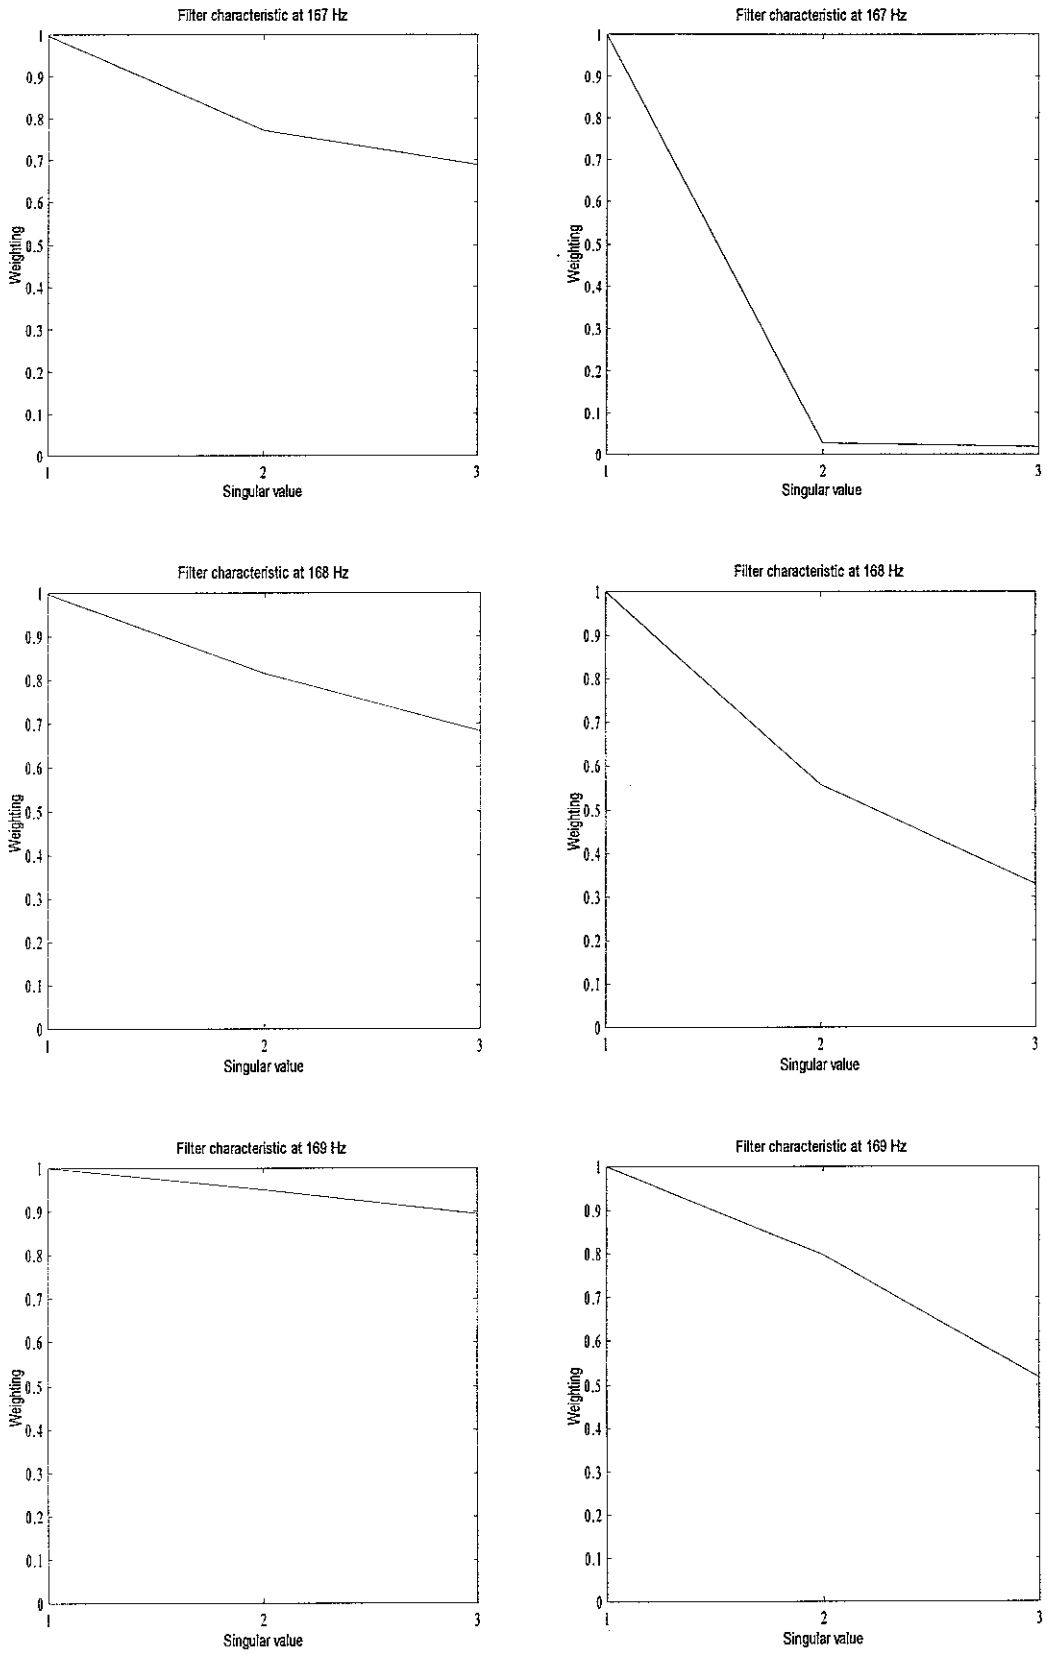 Filter characteristic at 167 Hz
1
0.9
0.8
0.7
0.6
0.5
0.4
0.3
0.2
0.1
0
Weighting
1 2 3
Singular value
Filter characteristic at 167 Hz
1
0.9
0.8
0.7
0.6
0.5
0.4
0.3
0.2
0.1
0
Weighting
1 2 3
Singular value
Filter characteristic at 168 Hz
1
0.9
0.8
0.7
0.6
0.5
0.4
0.3
0.2
0.1
0
Weighting
1 2 3
Singular value
Filter characteristic at 168 Hz
1
0.9
0.8
0.7
0.6
0.5
0.4
0.3
0.2
0.1
0
Weighting
1 2 3
Singular value
Filter characteristic at 169 Hz
1
0.9
0.8
0.7
0.6
0.5
0.4
0.3
0.2
0.1
0
Weighting
1 2 3
Singular value
Filter characteristic at 169 Hz
1
0.9
0.8
0.7
0.6
0.5
0.4
0.3
0.2
0.1
0
Weighting
1 2 3
Singular value